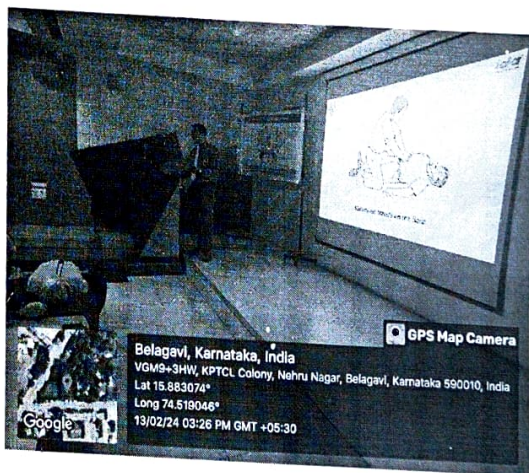 GPS Map Camera
Belagavi, Karnataka, India
VGM9+3HW, KPTCL Colony, Nehru Nagar, Belagavi, Karnataka 590010, India
Lat 15.883074°
Long 74.519046°
13/02/24 03:26 PM GMT +05:30
Google